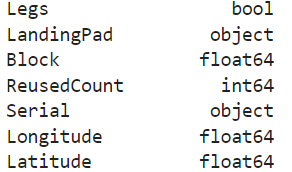 Legs bool
LandingPad object
Block float64
ReusedCount int64
Serial object
Longitude float64
Latitude float64